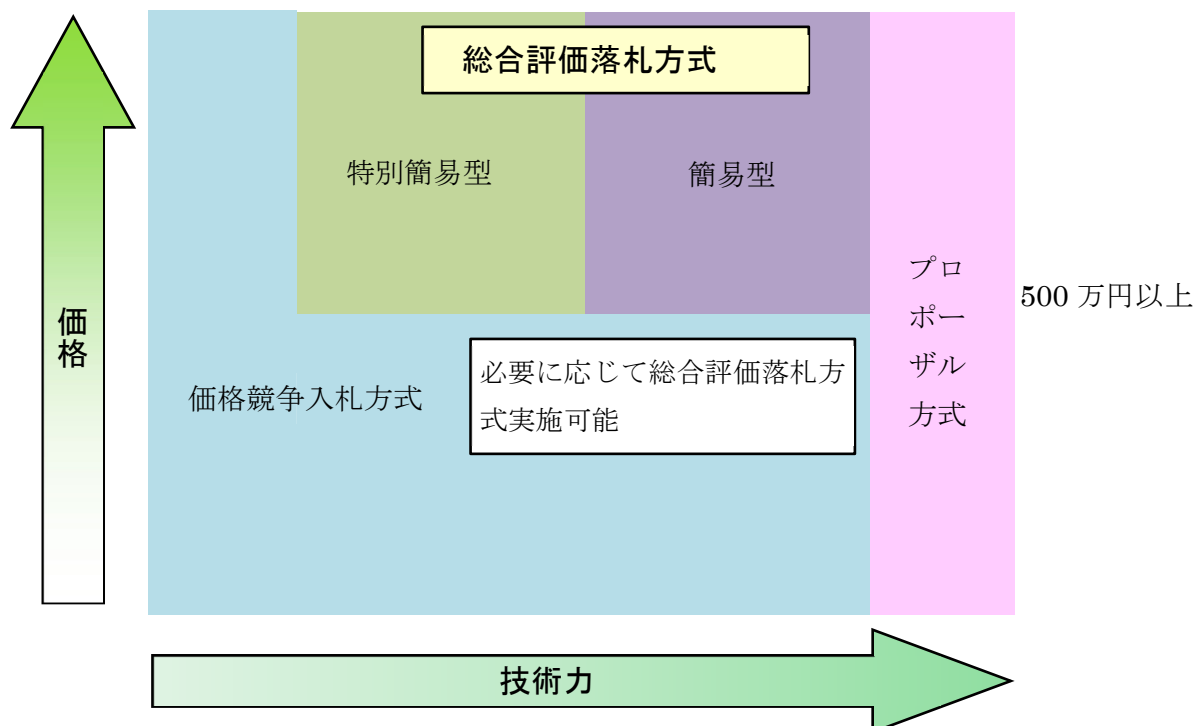 総合評価落札方式
特別簡易型
簡易型
価格
価格競争入札方式
必要に応じて総合評価落札方
式実施可能
プロ
ポー
ザル
方式
500 万円以上
技術力